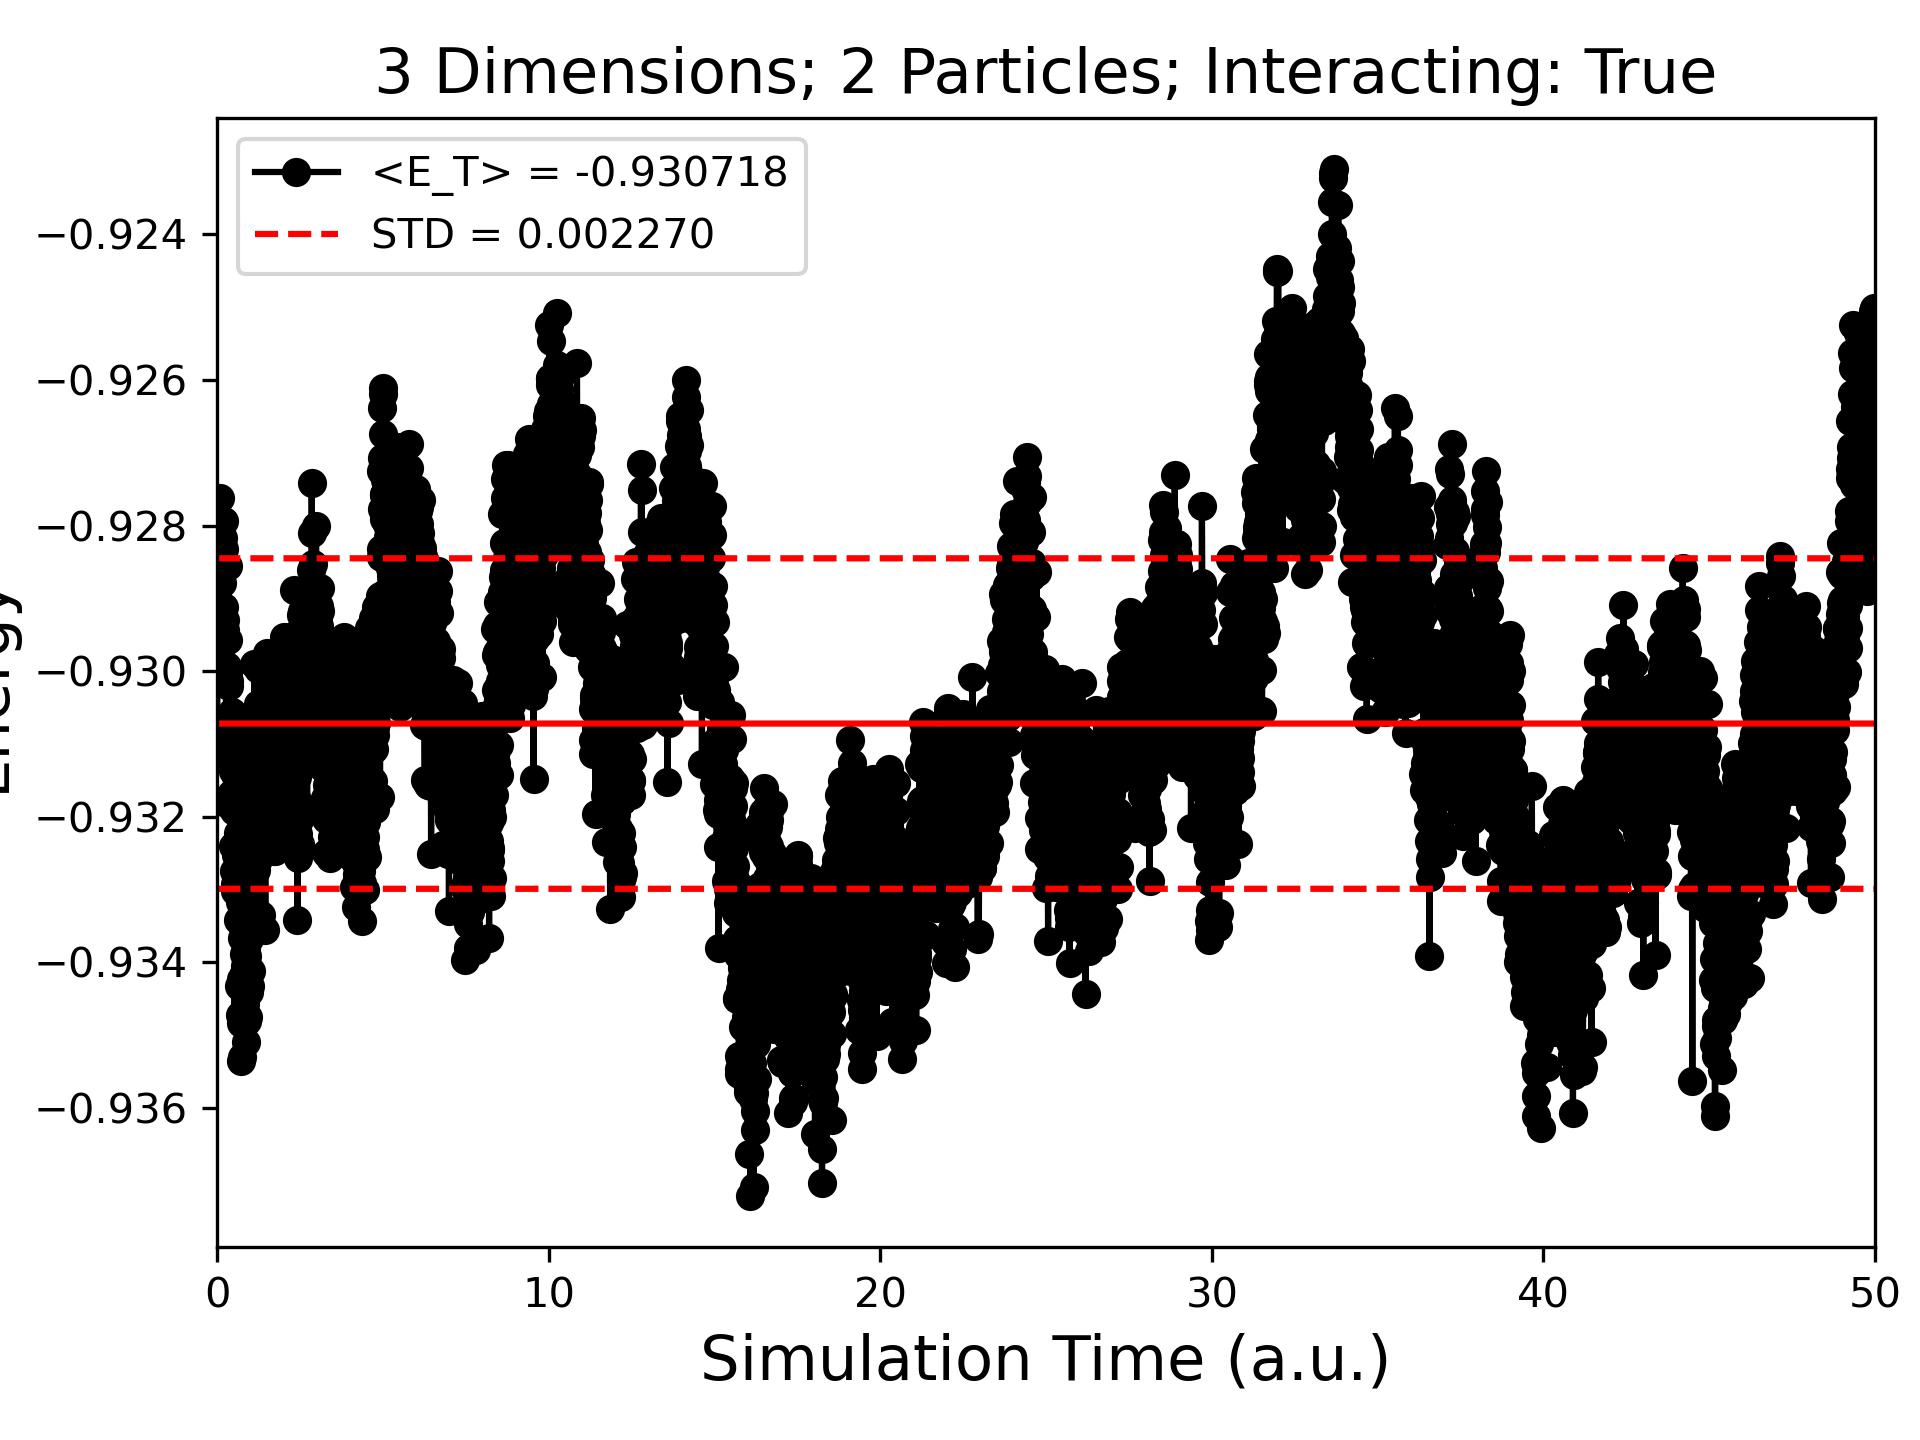 3 Dimensions; 2 Particles; Interacting: True
<E_T> = -0.930718
STD = 0.002270
−0.924
−0.926
−0.928
−0.930
−0.932
−0.934
−0.936
Energy
0 10 20 30 40 50
Simulation Time (a.u.)